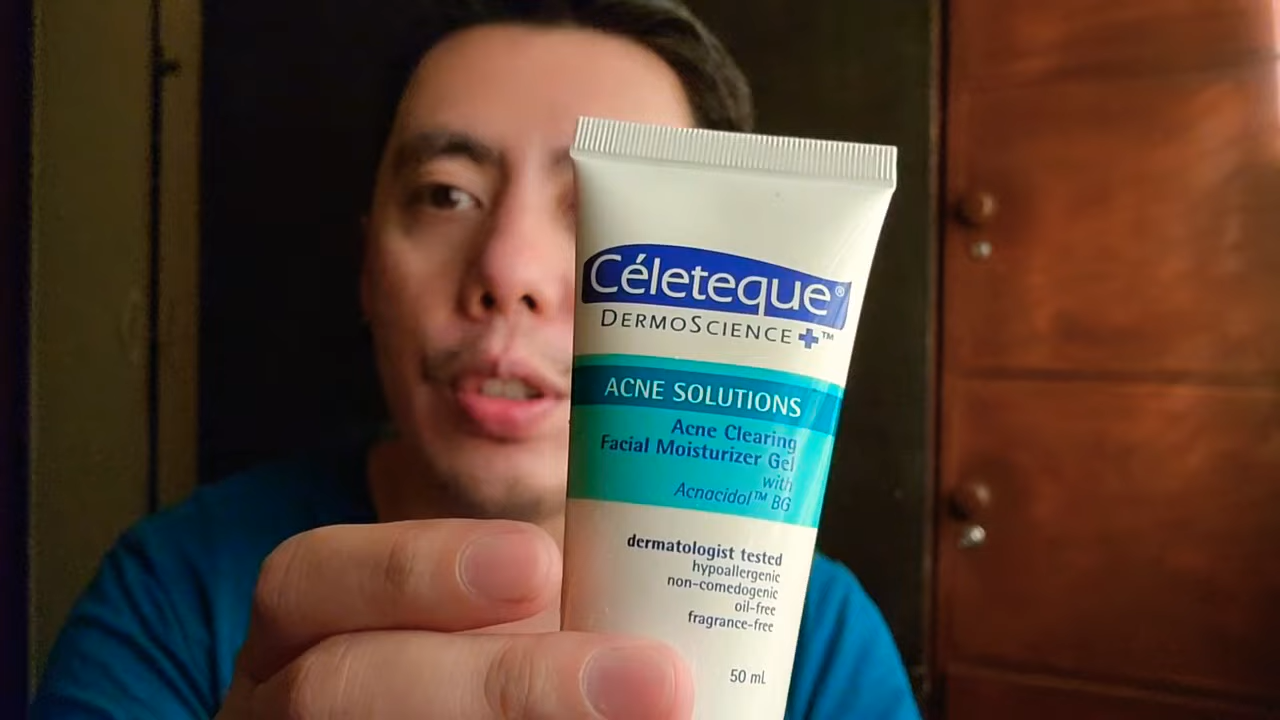 Céleteque®
DERMOSCIENCE+™
ACNE SOLUTIONS
Acne Clearing
Facial Moisturizer Gel
with
Acnacidol™ BG
dermatologist tested
hypoallergenic
non-comedogenic
oil-free
fragrance-free
50 mL